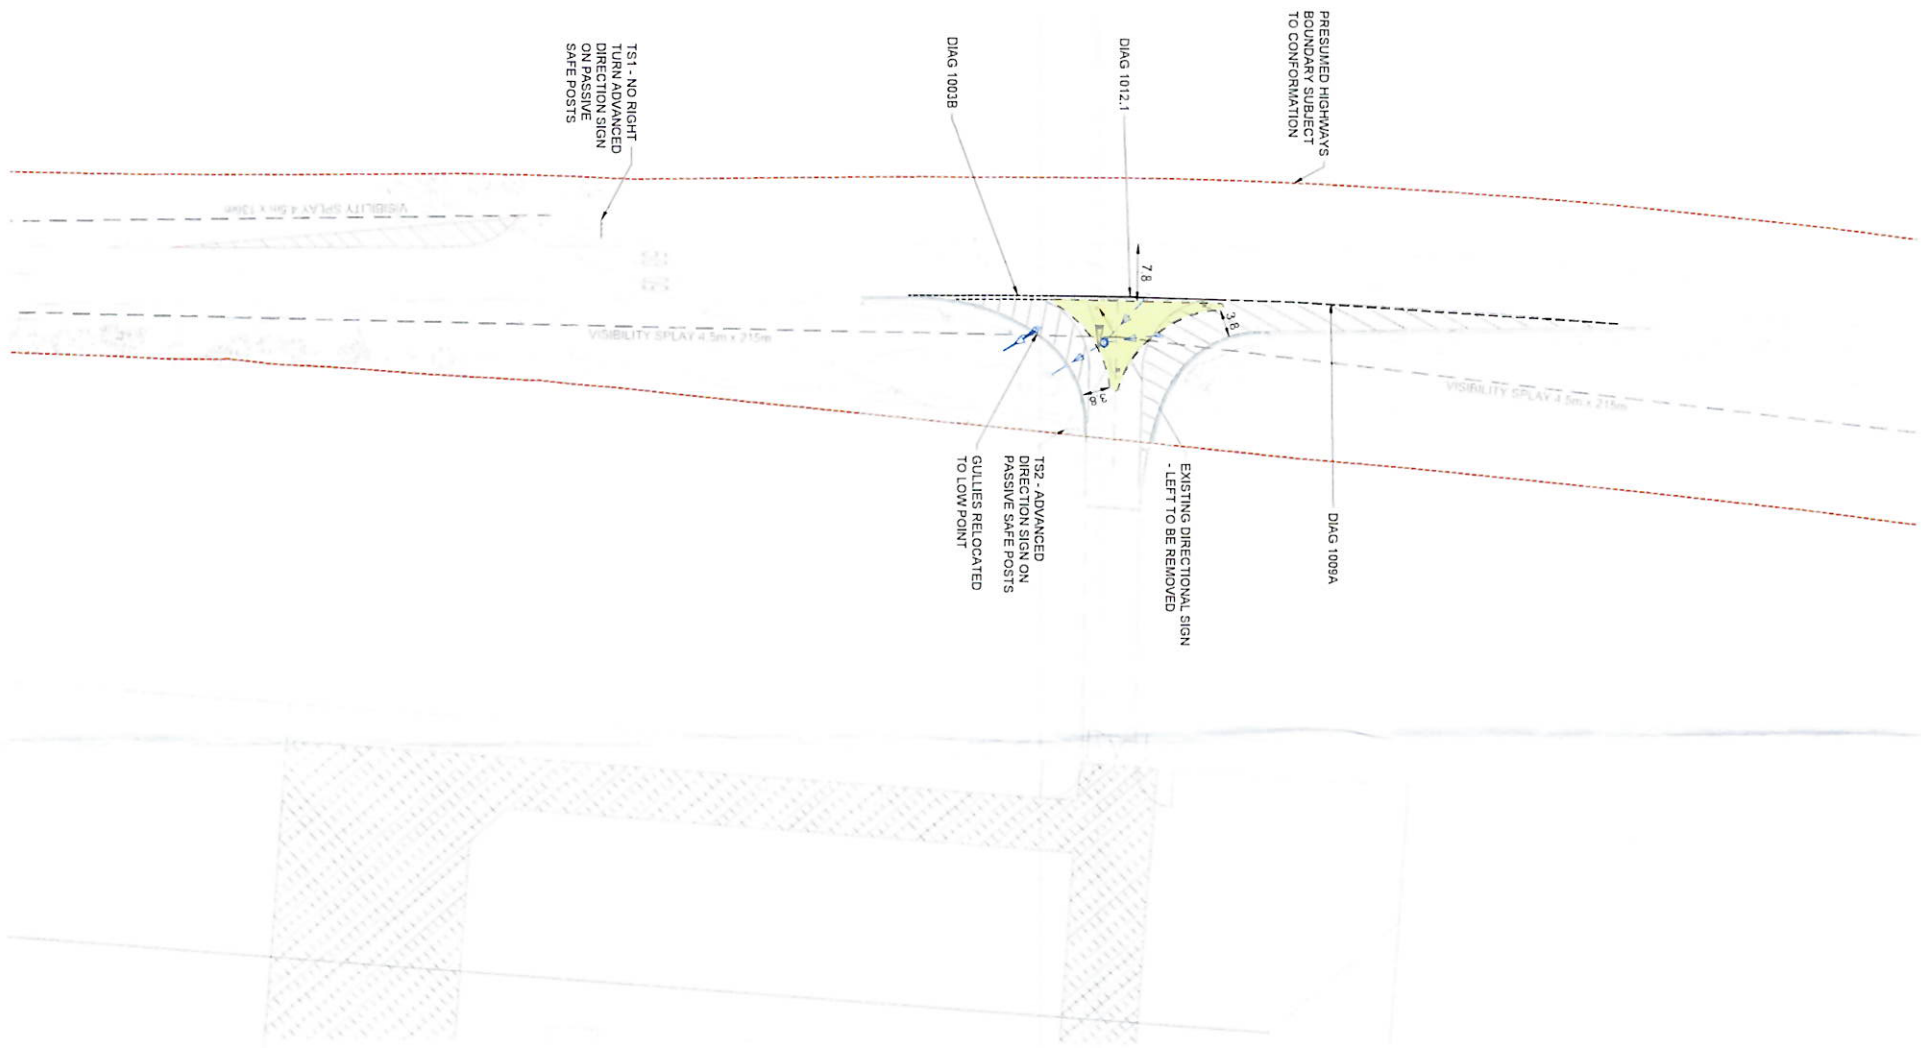 PRESUMED HIGHWAYS
BOUNDARY SUBJECT
TO CONFORMATION
DIAG 1012.1
DIAG 1003B
TS1 - NO RIGHT
TURN ADVANCED
DIRECTION SIGN
ON PASSIVE
SAFE POSTS
VISIBILITY SPLAY 4.5m x
7.8
3.8
VISIBILITY SPLAY 4.5m x 215m
VISIBILITY SPLAY 4.5m x 215m
3.8
EXISTING DIRECTIONAL SIGN
- LEFT TO BE REMOVED
DIAG 1009A
TS2 - ADVANCED
DIRECTION SIGN ON
PASSIVE SAFE POSTS
GULLIES RELOCATED
TO LOW POINT